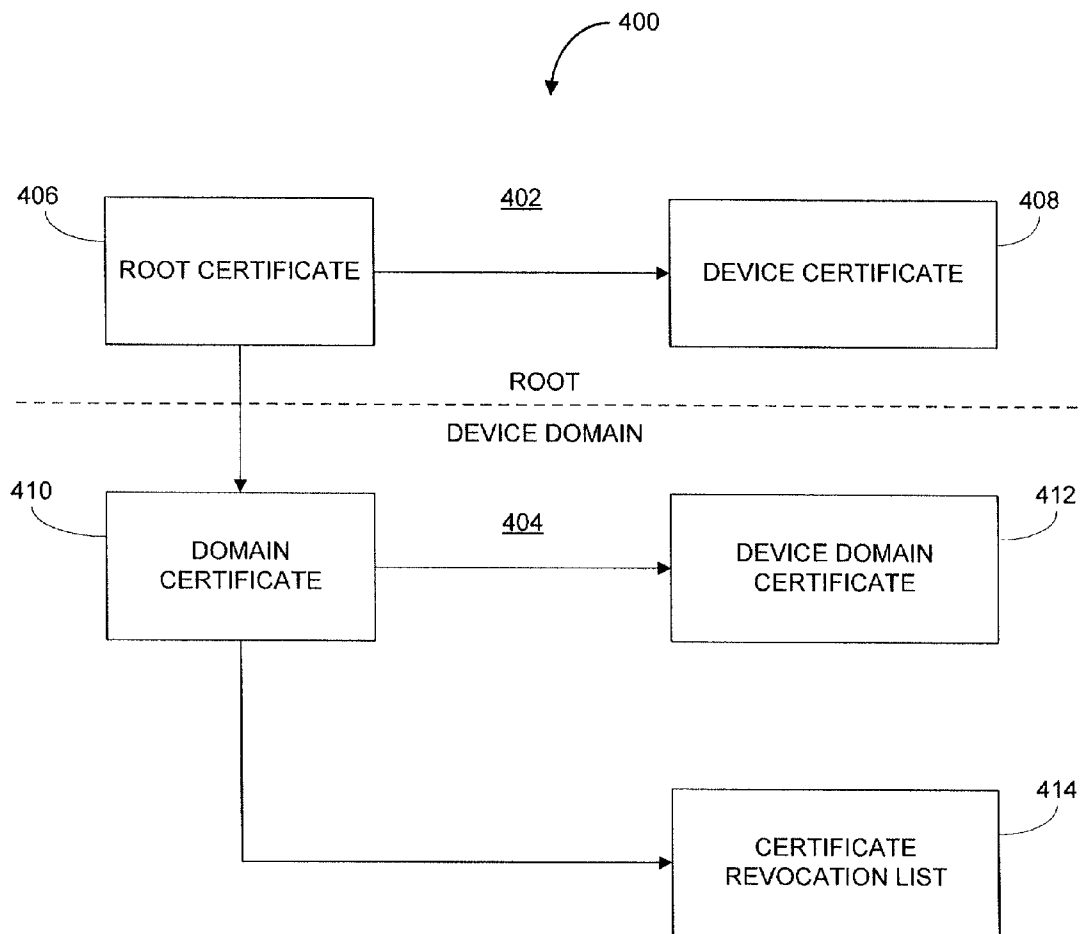 400
406
402
408
ROOT CERTIFICATE
DEVICE CERTIFICATE
ROOT
DEVICE DOMAIN
410
404
412
DOMAIN
CERTIFICATE
DEVICE DOMAIN
CERTIFICATE
414
CERTIFICATE
REVOCATION LIST